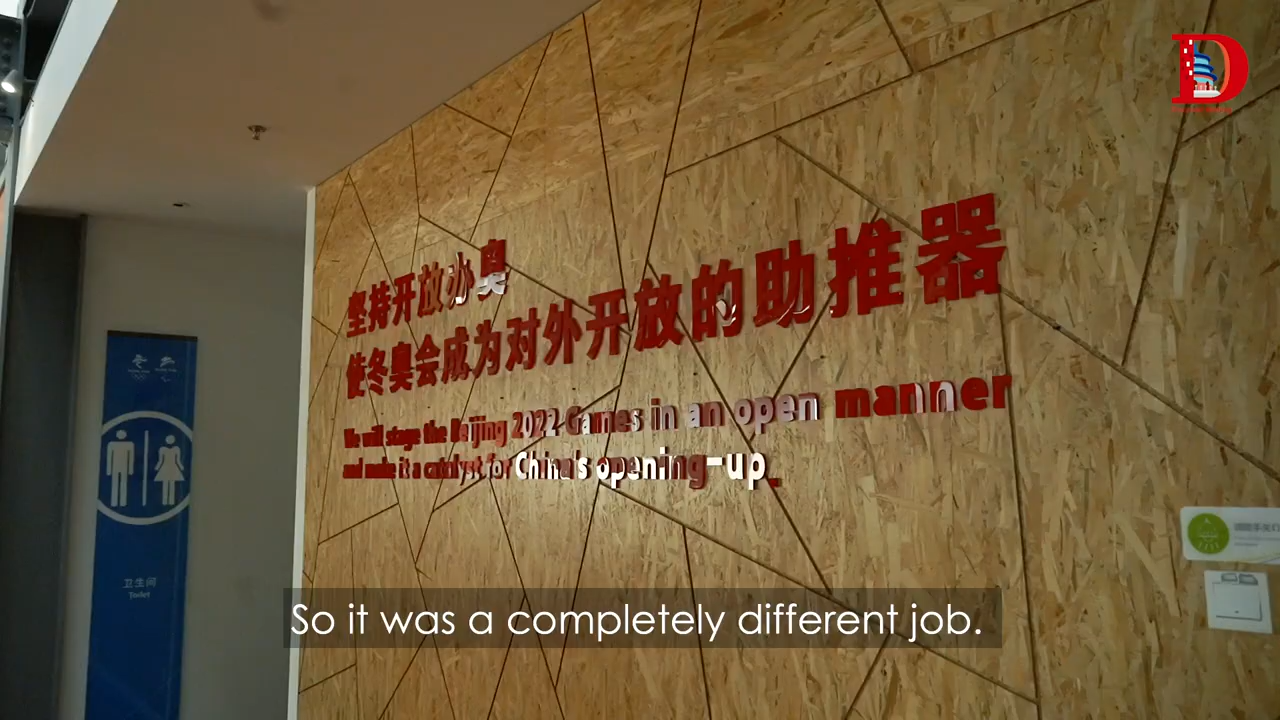 坚持开放办奥
使冬奥会成为对外开放的助推器
We will stage the Beijing 2022 Games in an open manner
and make it a catalyst for China's opening-up
卫生间
Toilet
So it was a completely different job.